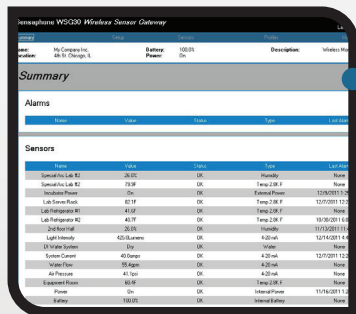 Sensaphone WSG30 Wireless Sensor Gateway
Summary Setup Sensors Profiles
Name: My Company Inc. Battery: 100.0% Description: Wireless Mo
Location: 4th St. Chicago, IL Power: On
Summary
Alarms
Name Value Status Type Last Alarm
Sensors
Name Value Status Type Last Alarm
Special Arc Lab #2 26.0% OK Humidity None
Special Arc Lab #2 78.9F OK Temp 2.8K F None
Incubator Power On OK External Power 12/9/2011 1:2
Lab Server Rack 82.1F OK Temp 2.8K F 12/7/2011 12:2
Lab Refrigerator #1 41.6F OK Temp 2.8K F None
Lab Refrigerator #2 40.7F OK Temp 2.8K F 10/30/2011 6:0
2nd floor Hall 26.0% OK Humidity 11/13/2011 11:4
Light Intensity 425.0Lumens OK 4-20 mA 12/14/2011 4:4
DI Water System Dry OK Water None
System Current 40.0amps OK 4-20 mA 12/7/2011 12:2
Water Flow 55.4gpm OK 4-20 mA None
Air Pressure 41.1psi OK 4-20 mA None
Equipment Room 60.4F OK Temp 2.8K F None
Power On OK Internal Power 11/16/2011 1:2
Battery 100.0% OK Internal Battery None